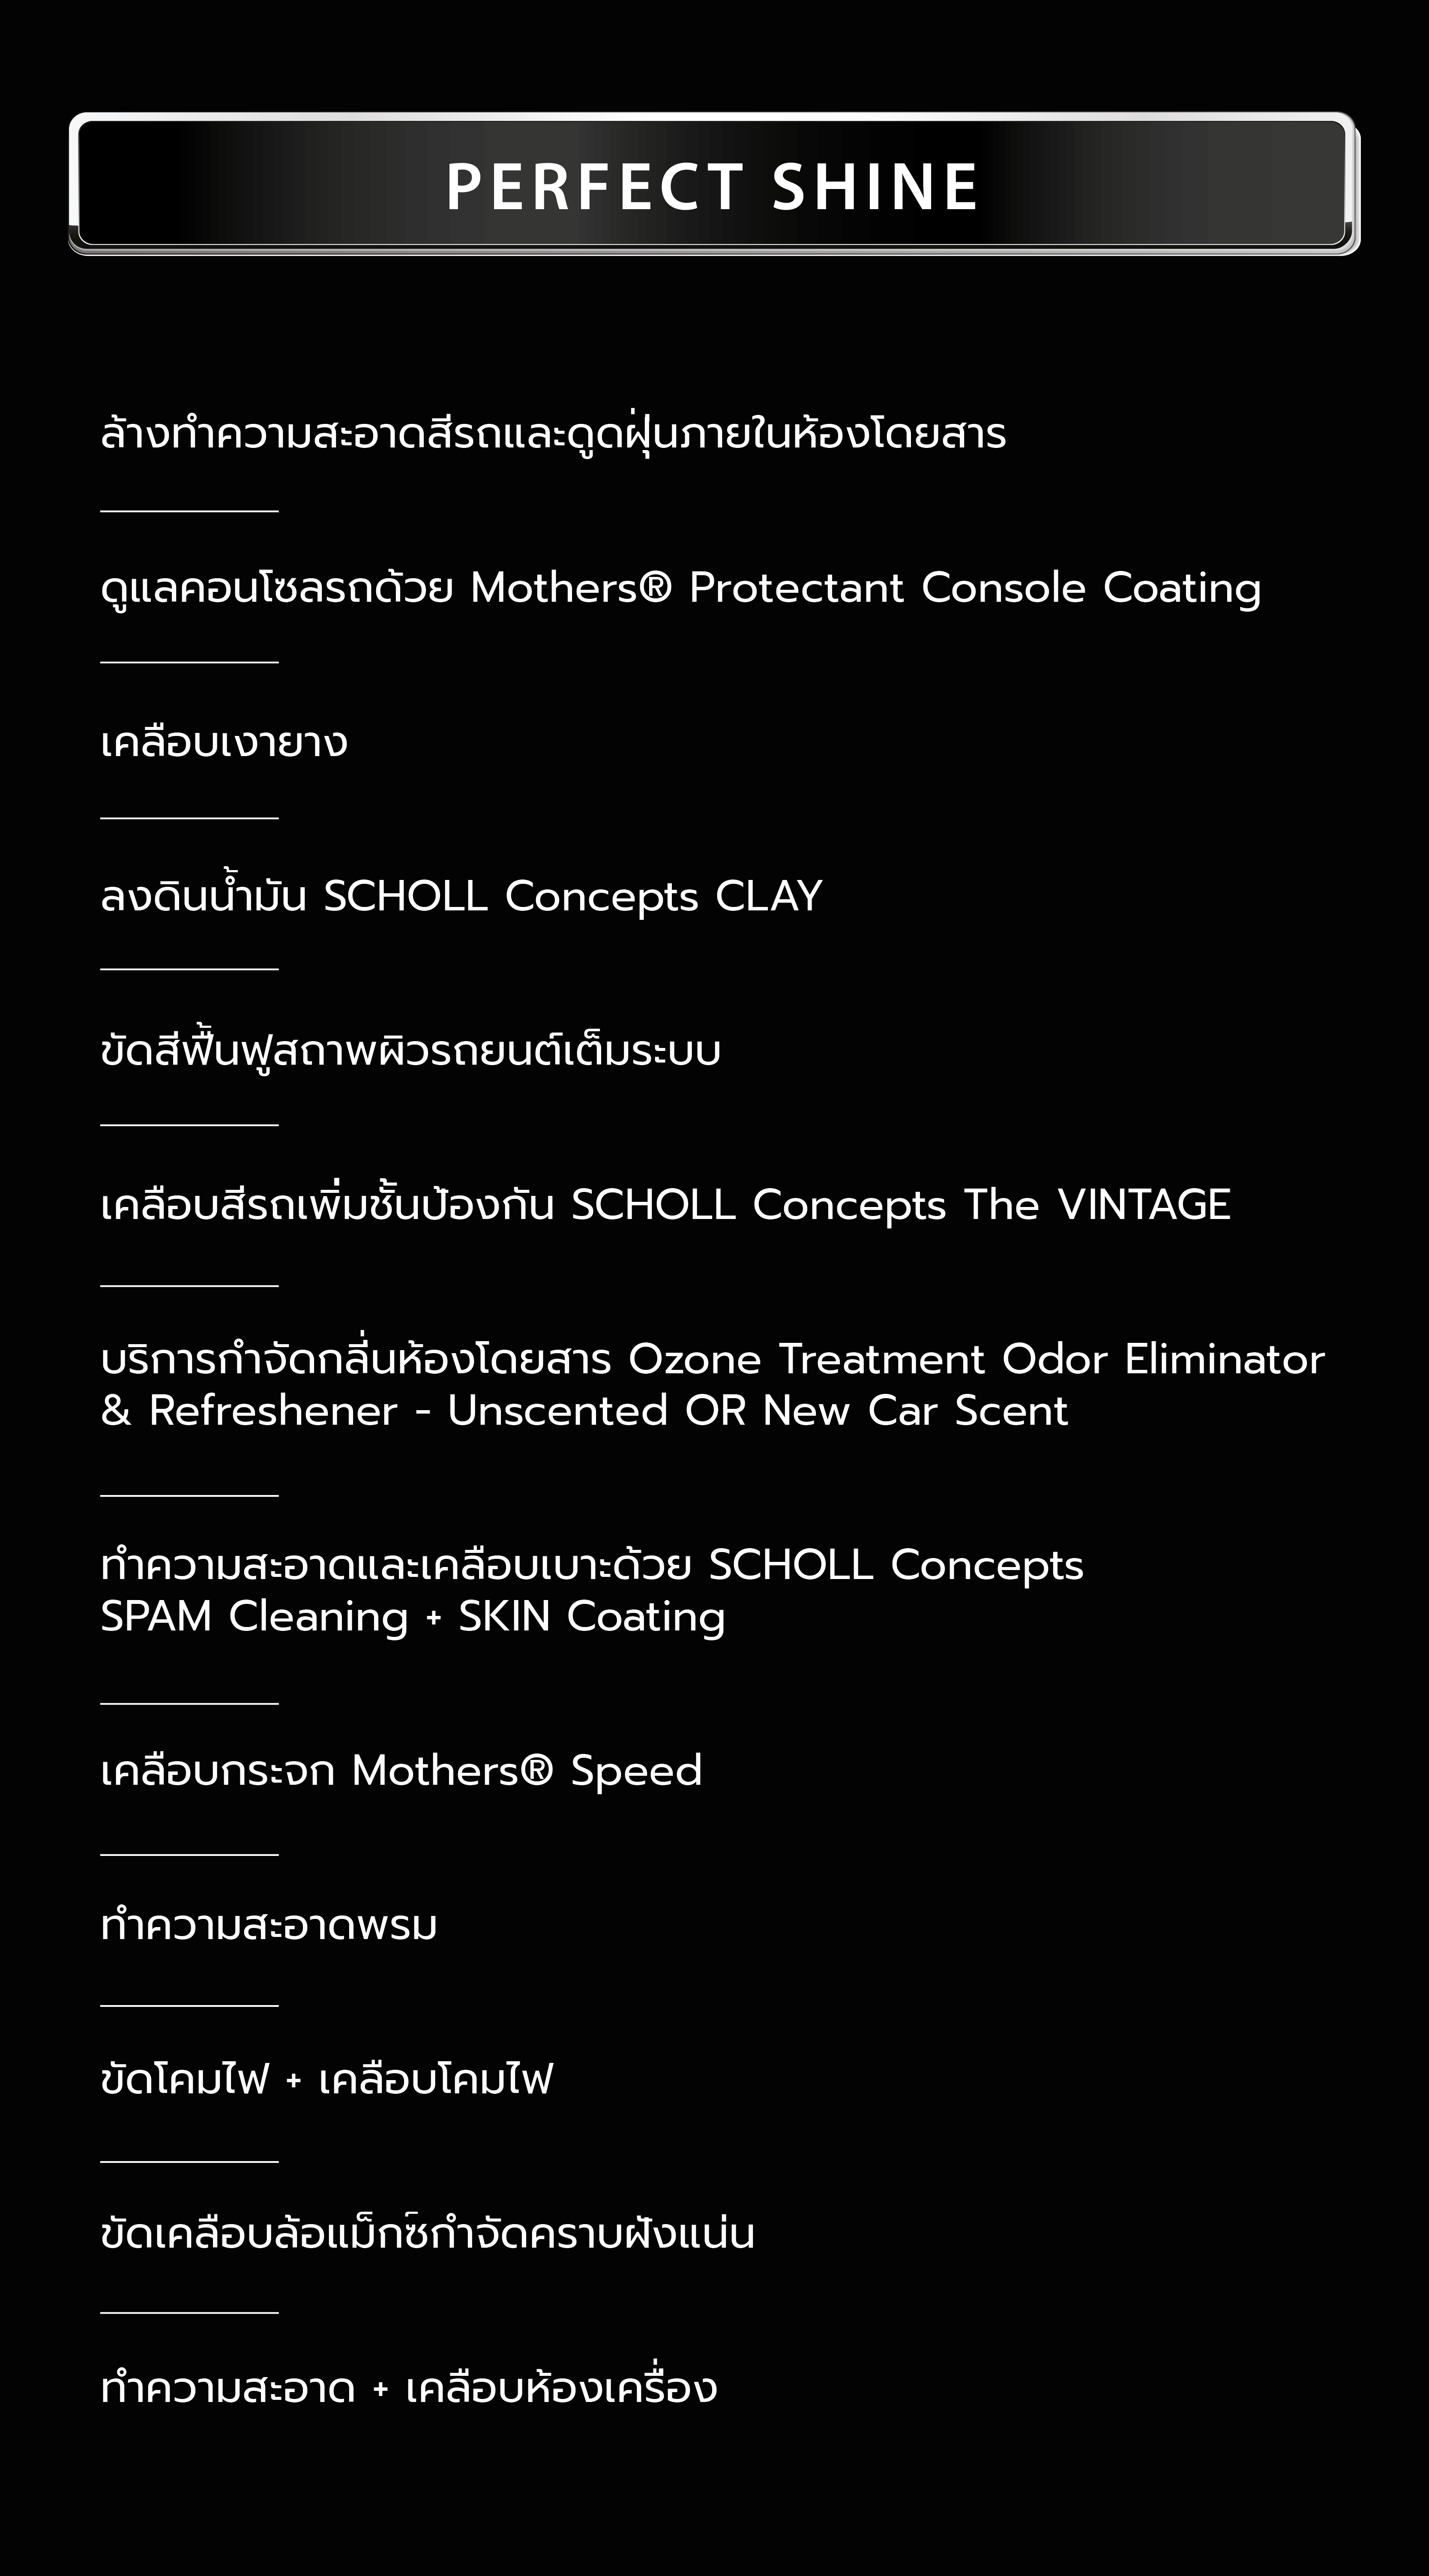 PERFECT SHINE
ล้างทำความสะอาดสีรถและดูดฝุ่นภายในห้องโดยสาร
ดูแลคอนโซลรถด้วย Mothers® Protectant Console Coating
เคลือบเงายาง
ลงดินน้ำมัน SCHOLL Concepts CLAY
ขัดสีฟื้นฟูสถาพผิวรถยนต์เต็มระบบ
เคลือบสีรถเพิ่มชั้นป้องกัน SCHOLL Concepts The VINTAGE
บริการกำจัดกลิ่นห้องโดยสาร Ozone Treatment Odor Eliminator
& Refreshener - Unscented OR New Car Scent
ทำความสะอาดและเคลือบเบาะด้วย SCHOLL Concepts
SPAM Cleaning + SKIN Coating
เคลือบกระจก Mothers® Speed
ทำความสะอาดพรม
ขัดโคมไฟ + เคลือบโคมไฟ
ขัดเคลือบล้อแม็กซ์กำจัดคราบฝังแน่น
ทำความสะอาด + เคลือบห้องเครื่อง